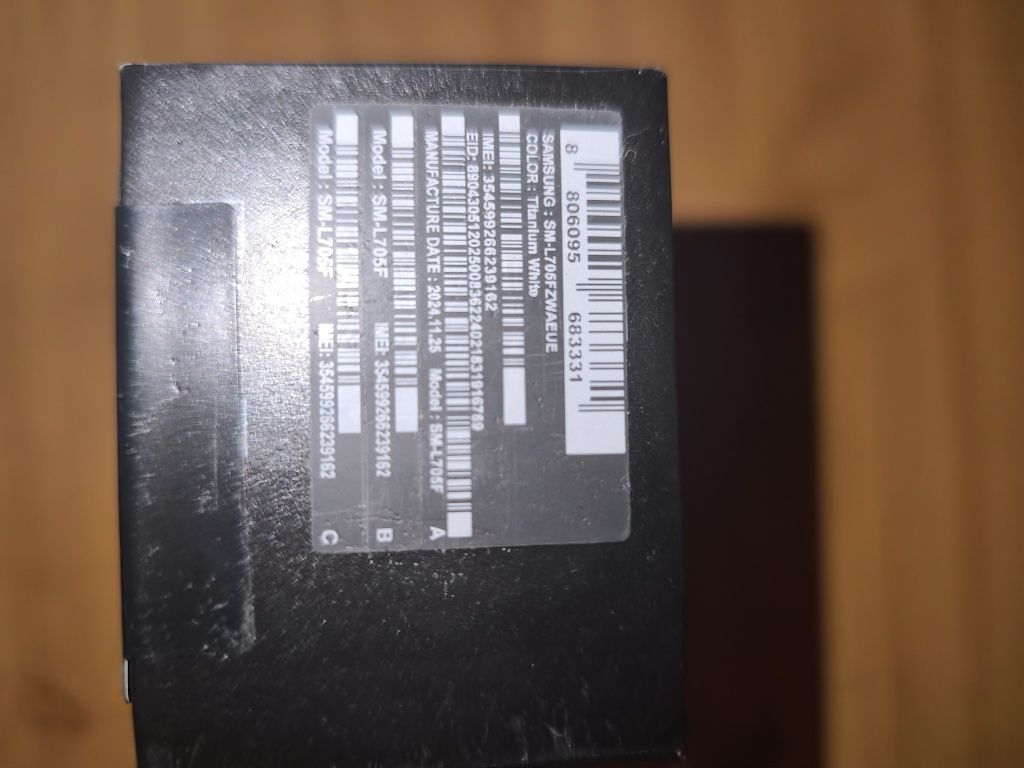 8 806095 683331
SAMSUNG : SM-L705FZWAEUE
COLOR : Titanium White
IMEI: 354599266239162
MANUFACTURE DATE : 2024.11.25 Model : SM-L705F A
Model : SM-L705F IMEI: 354599266239162 B
Model : SM-L705F IMEI: 354599266239162 C